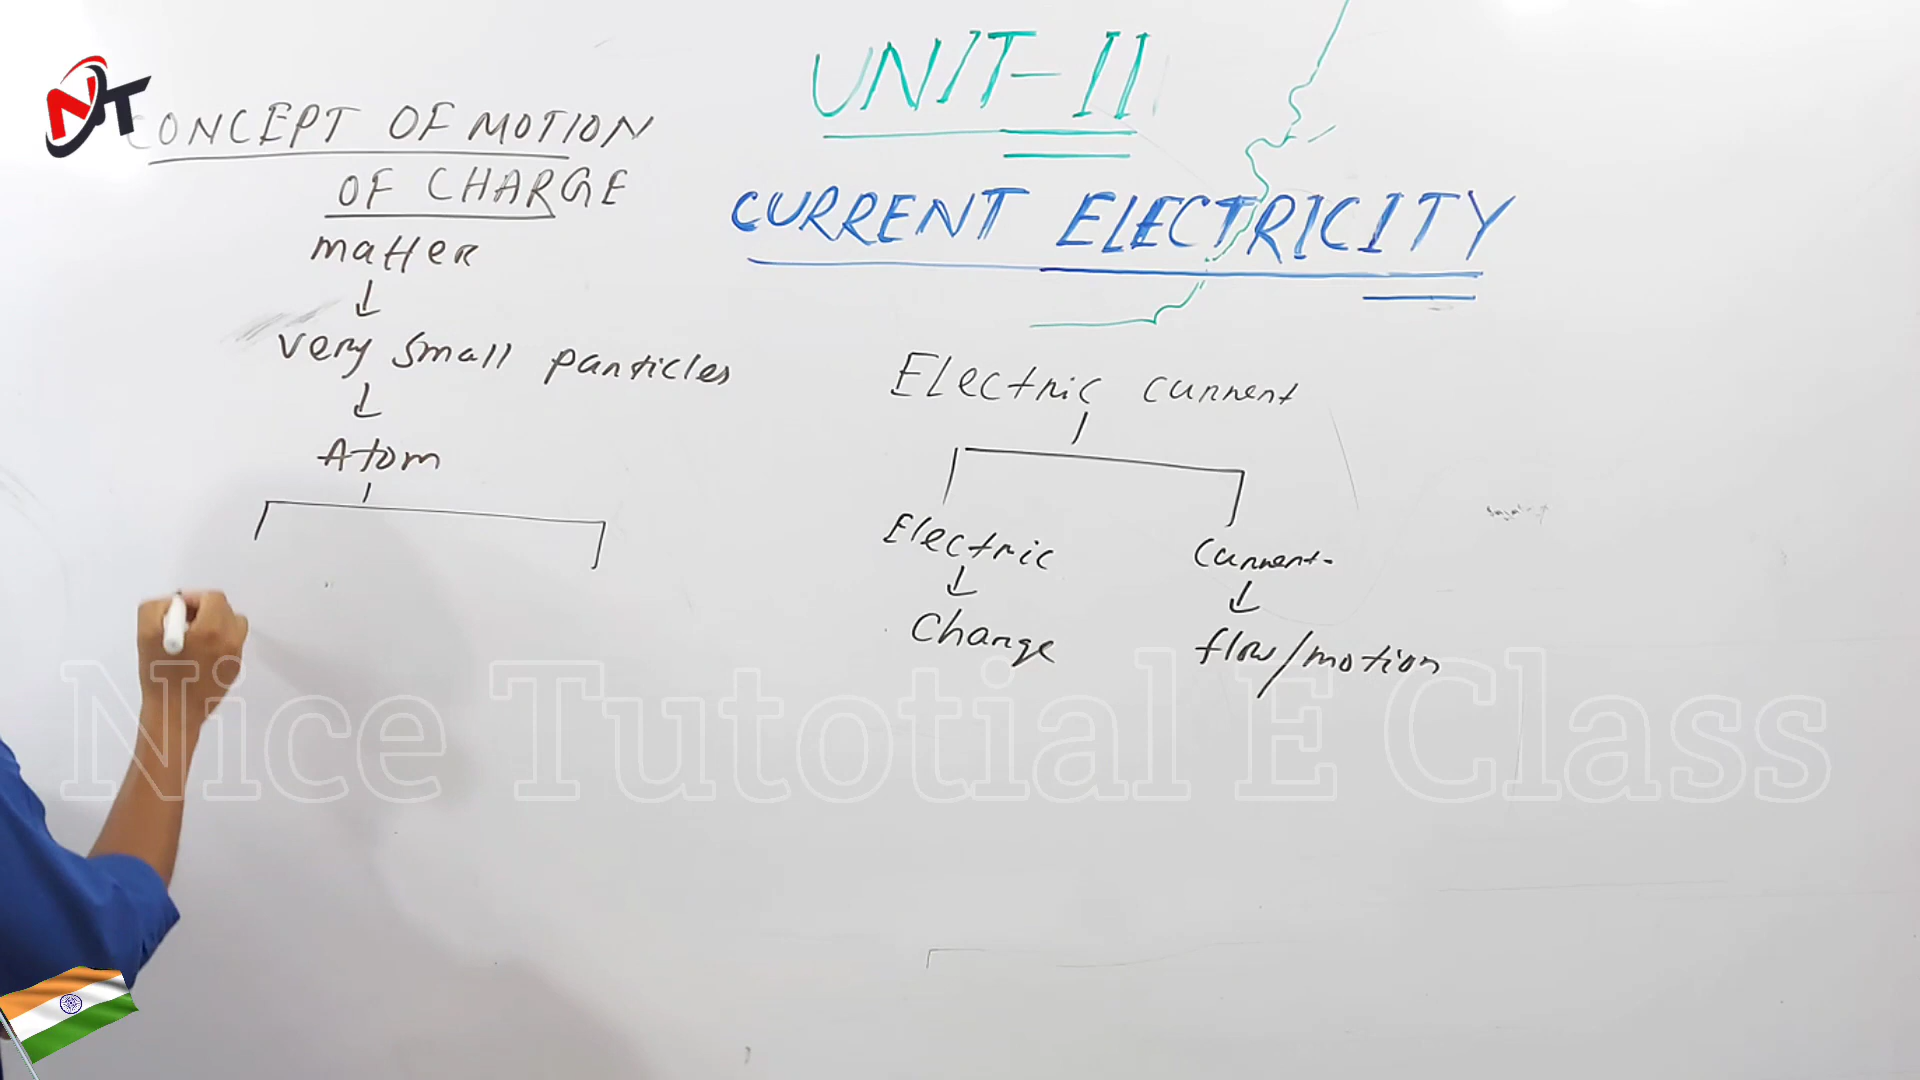 NT
UNIT-II
CURRENT ELECTRICITY
CONCEPT OF MOTION
OF CHARGE
matter
very small particles
Atom
Electric current
Electric
Current
Charge
flow/motion
Nice Tutotial E Class